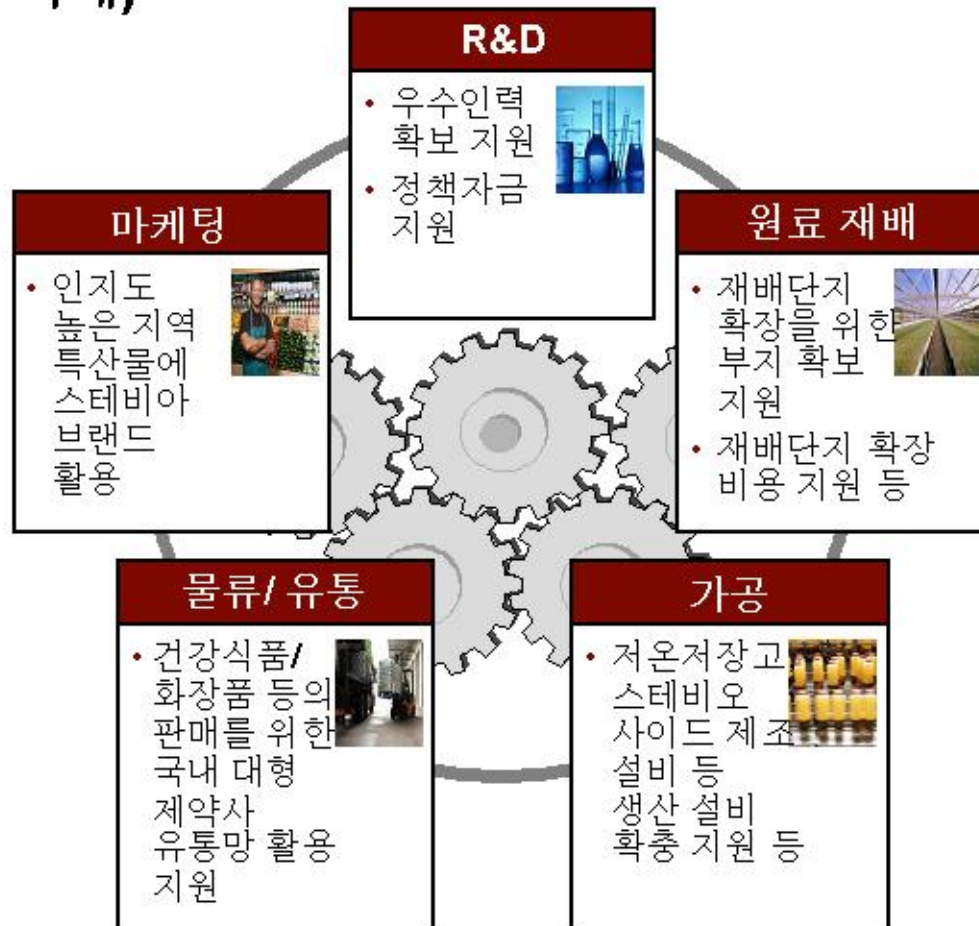 R&D
• 우수인력
확보 지원
• 정책자금
지원
마케팅
• 인지도
높은 지역
특산물에
스테비아
브랜드
활용
원료 재배
• 재배단지
확장을 위한
부지 확보
지원
• 재배단지 확장
비용 지원 등
물류/ 유통
• 건강식품/
화장품 등의
판매를 위한
국내 대형
제약사
유통망 활용
지원
가공
• 저온저장고
스테비오
사이드 제조
설비 등
생산 설비
확충 지원 등